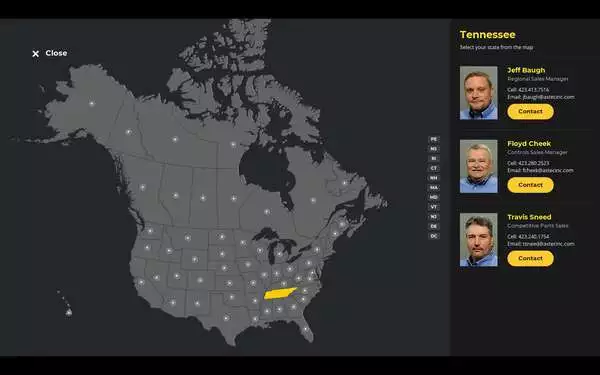 Close
Tennessee
Select your state from the map
Jeff Baugh
Regional Sales Manager
Cell: 423.413.7516
Email: jbaugh@astecinc.com
Contact
Floyd Cheek
Controls Sales Manager
Cell: 423.280.2523
Email: fcheek@astecinc.com
Contact
Travis Sneed
Competitive Parts Sales
Cell: 423.240.1754
Email: tsneed@astecinc.com
Contact
PE
NS
RI
CT
NH
MA
MD
VT
NJ
DE
DC